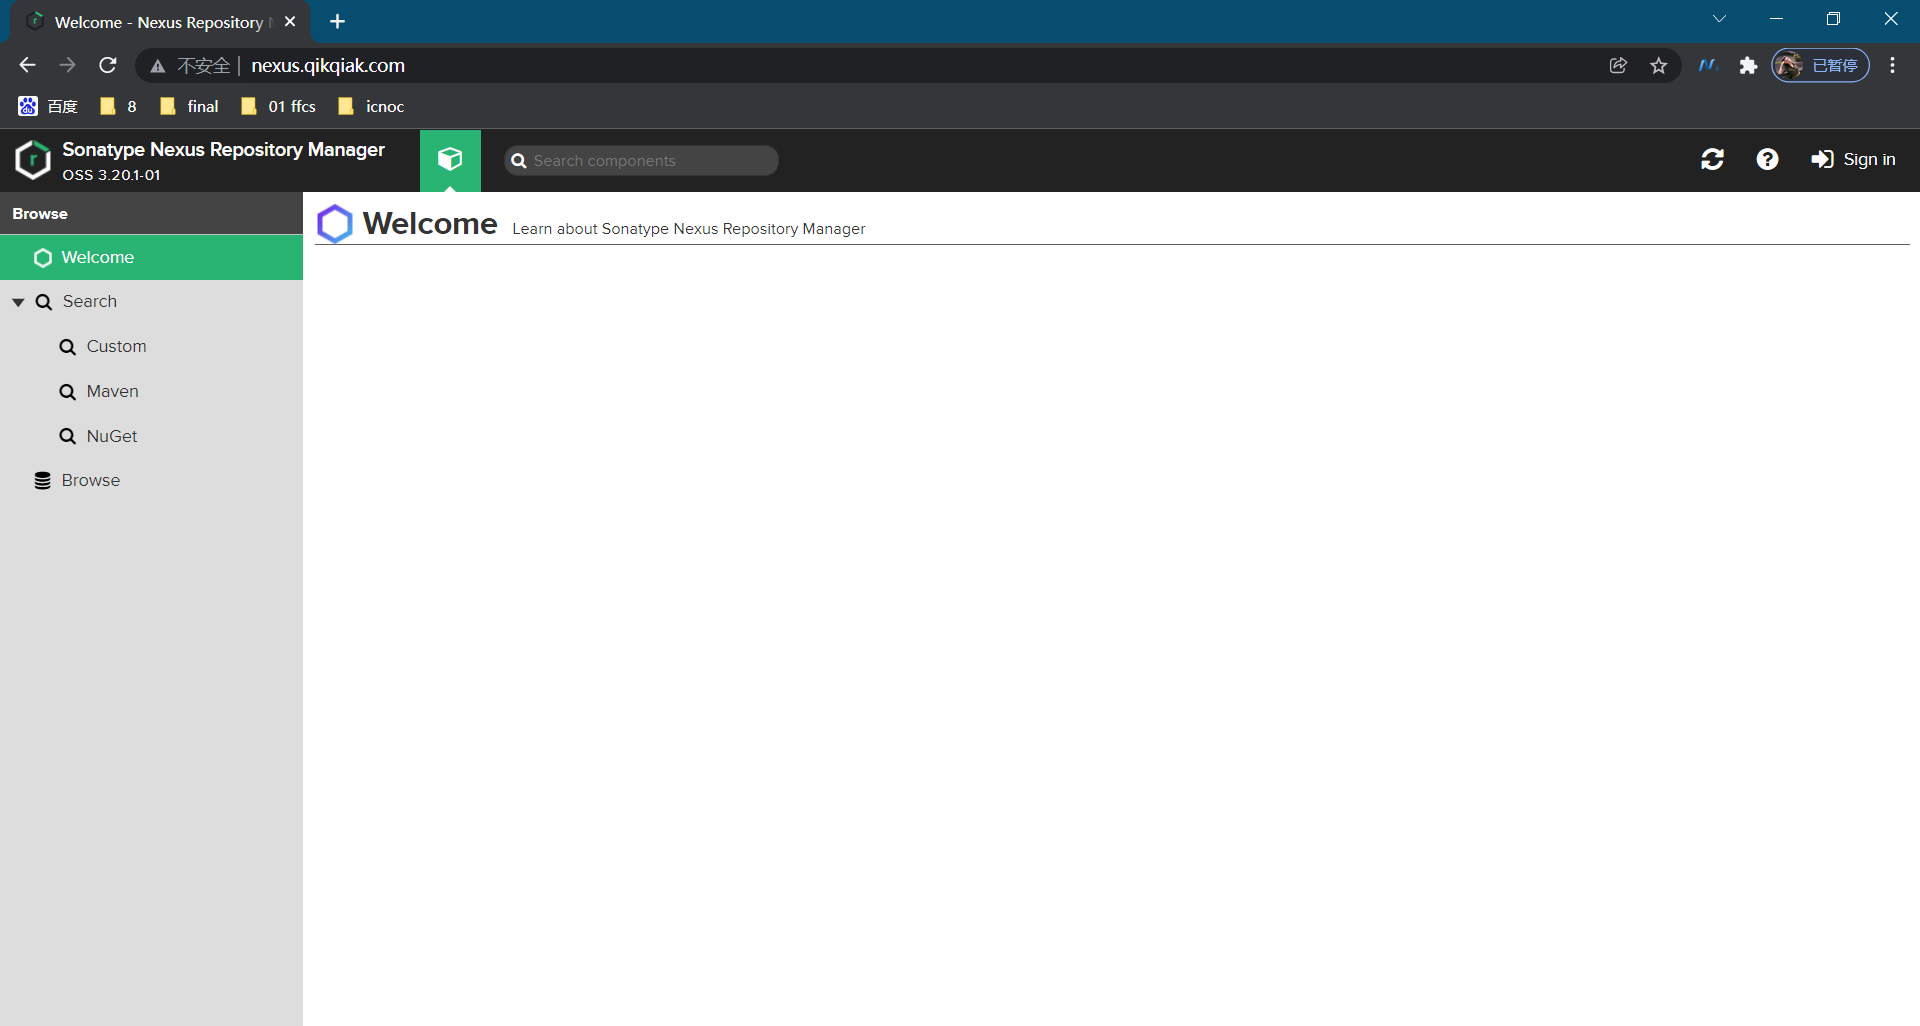 Welcome - Nexus Repository
不安全 nexus.qikqiak.com 已暂停
百度 8 final 01 ffcs icnoc
Sonatype Nexus Repository Manager
OSS 3.20.1-01
Search components
Sign in
Browse
Welcome
Search
Custom
Maven
NuGet
Browse
Welcome Learn about Sonatype Nexus Repository Manager